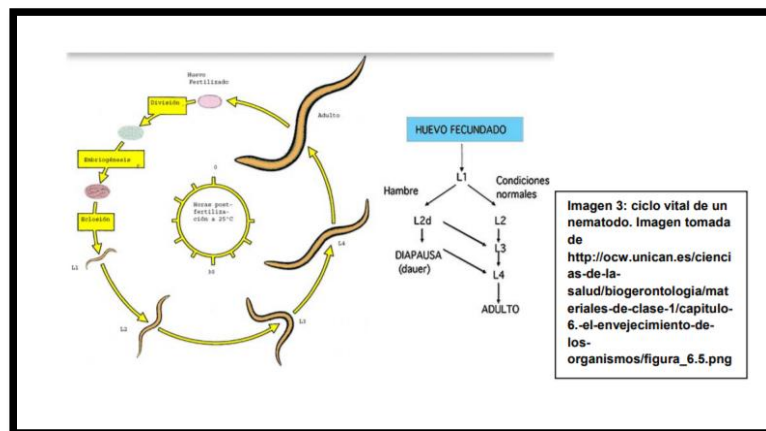 Huevo
Fertilizado
División
Embriogénesis
Eclosión
L1
L2
L3
L4
Adulto
0
Horas post-
fertiliza-
ción a 25°C
HUEVO FECUNDADO
L1
Hambre
Condiciones
normales
L2d
L2
L3
DIAPAUSA
(dauer)
L4
ADULTO
Imagen 3: ciclo vital de un
nematodo. Imagen tomada
de
http://ocw.unican.es/cienci
as-de-la-
salud/biogerontologia/mat
eriales-de-clase-1/capitulo-
6.-el-envejecimiento-de-
los-
organismos/figura_6.5.png